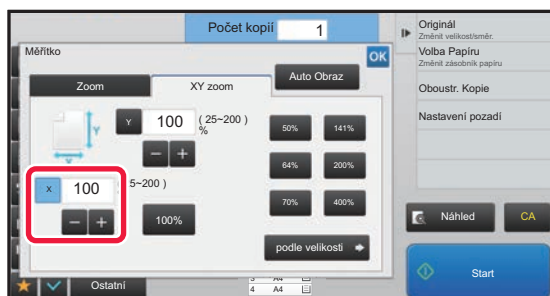 Počet kopií 1
Měřítko
OK
Zoom
XY zoom
Auto Obraz
Y
Y 100 ( 25~200 )
%
− +
X 100 5~200 )
− +
100%
50% 141%
64% 200%
70% 400%
podle velikosti
Ostatní
A4
4 A4
Originál
Změnit velikost/směr.
Volba Papíru
Změnit zásobník papíru
Oboustr. Kopie
Nastavení pozadí
Náhled
CA
Start